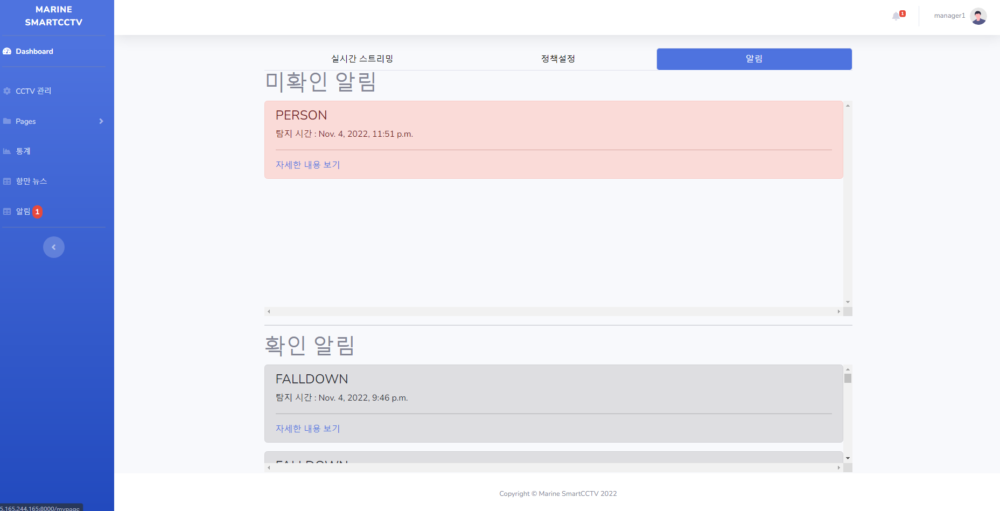 MARINE
SMARTCCTV
Dashboard
CCTV 관리
Pages
통계
항만 뉴스
알림 1
1
manager1
실시간 스트리밍 정책설정 알림
미확인 알림
PERSON
탐지 시간 : Nov. 4, 2022, 11:51 p.m.
자세한 내용 보기
확인 알림
FALLDOWN
탐지 시간 : Nov. 4, 2022, 9:46 p.m.
자세한 내용 보기
FALLDOWN
Copyright © Marine SmartCCTV 2022
5.165.244.165:8000/mypage